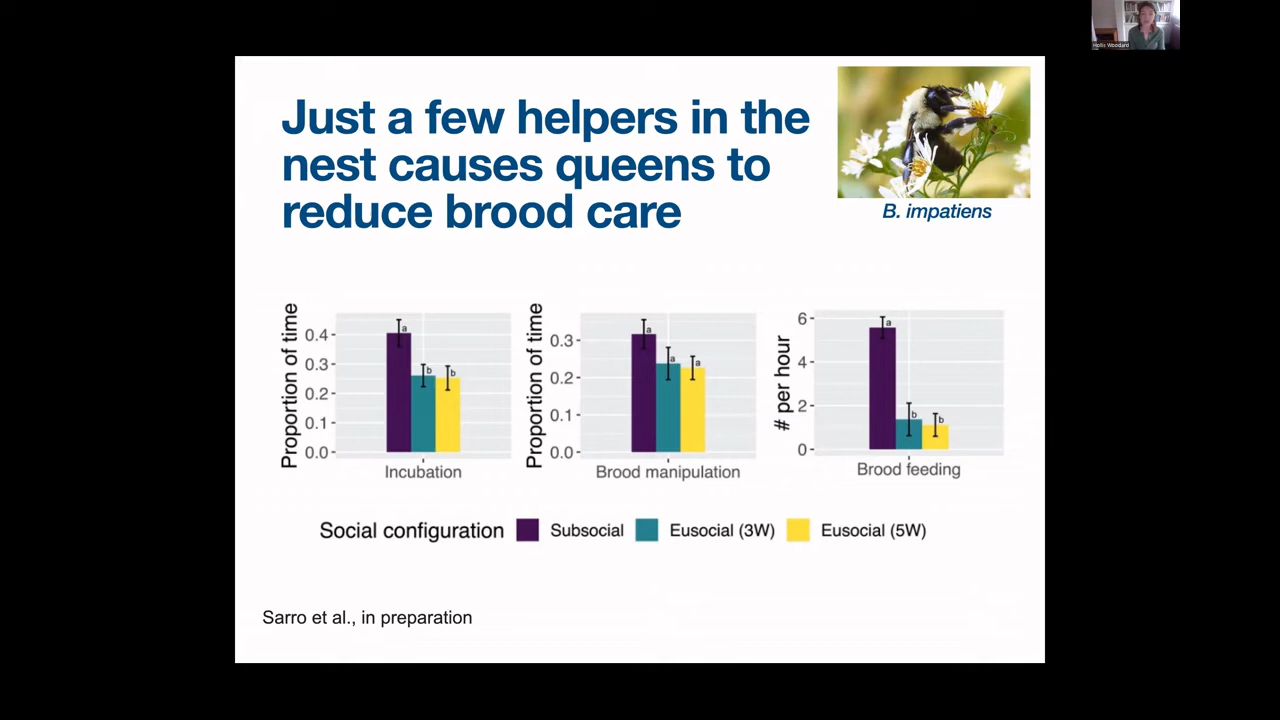 Hollis Woodard
Just a few helpers in the
nest causes queens to
reduce brood care
B. impatiens
Proportion of time
0.4
0.3
0.2
0.1
0.0
a
b
b
Incubation
Proportion of time
0.3
0.2
0.1
0.0
a
a
a
Brood manipulation
# per hour
6
4
2
0
a
b
b
Brood feeding
Social configuration Subsocial Eusocial (3W) Eusocial (5W)
Sarro et al., in preparation